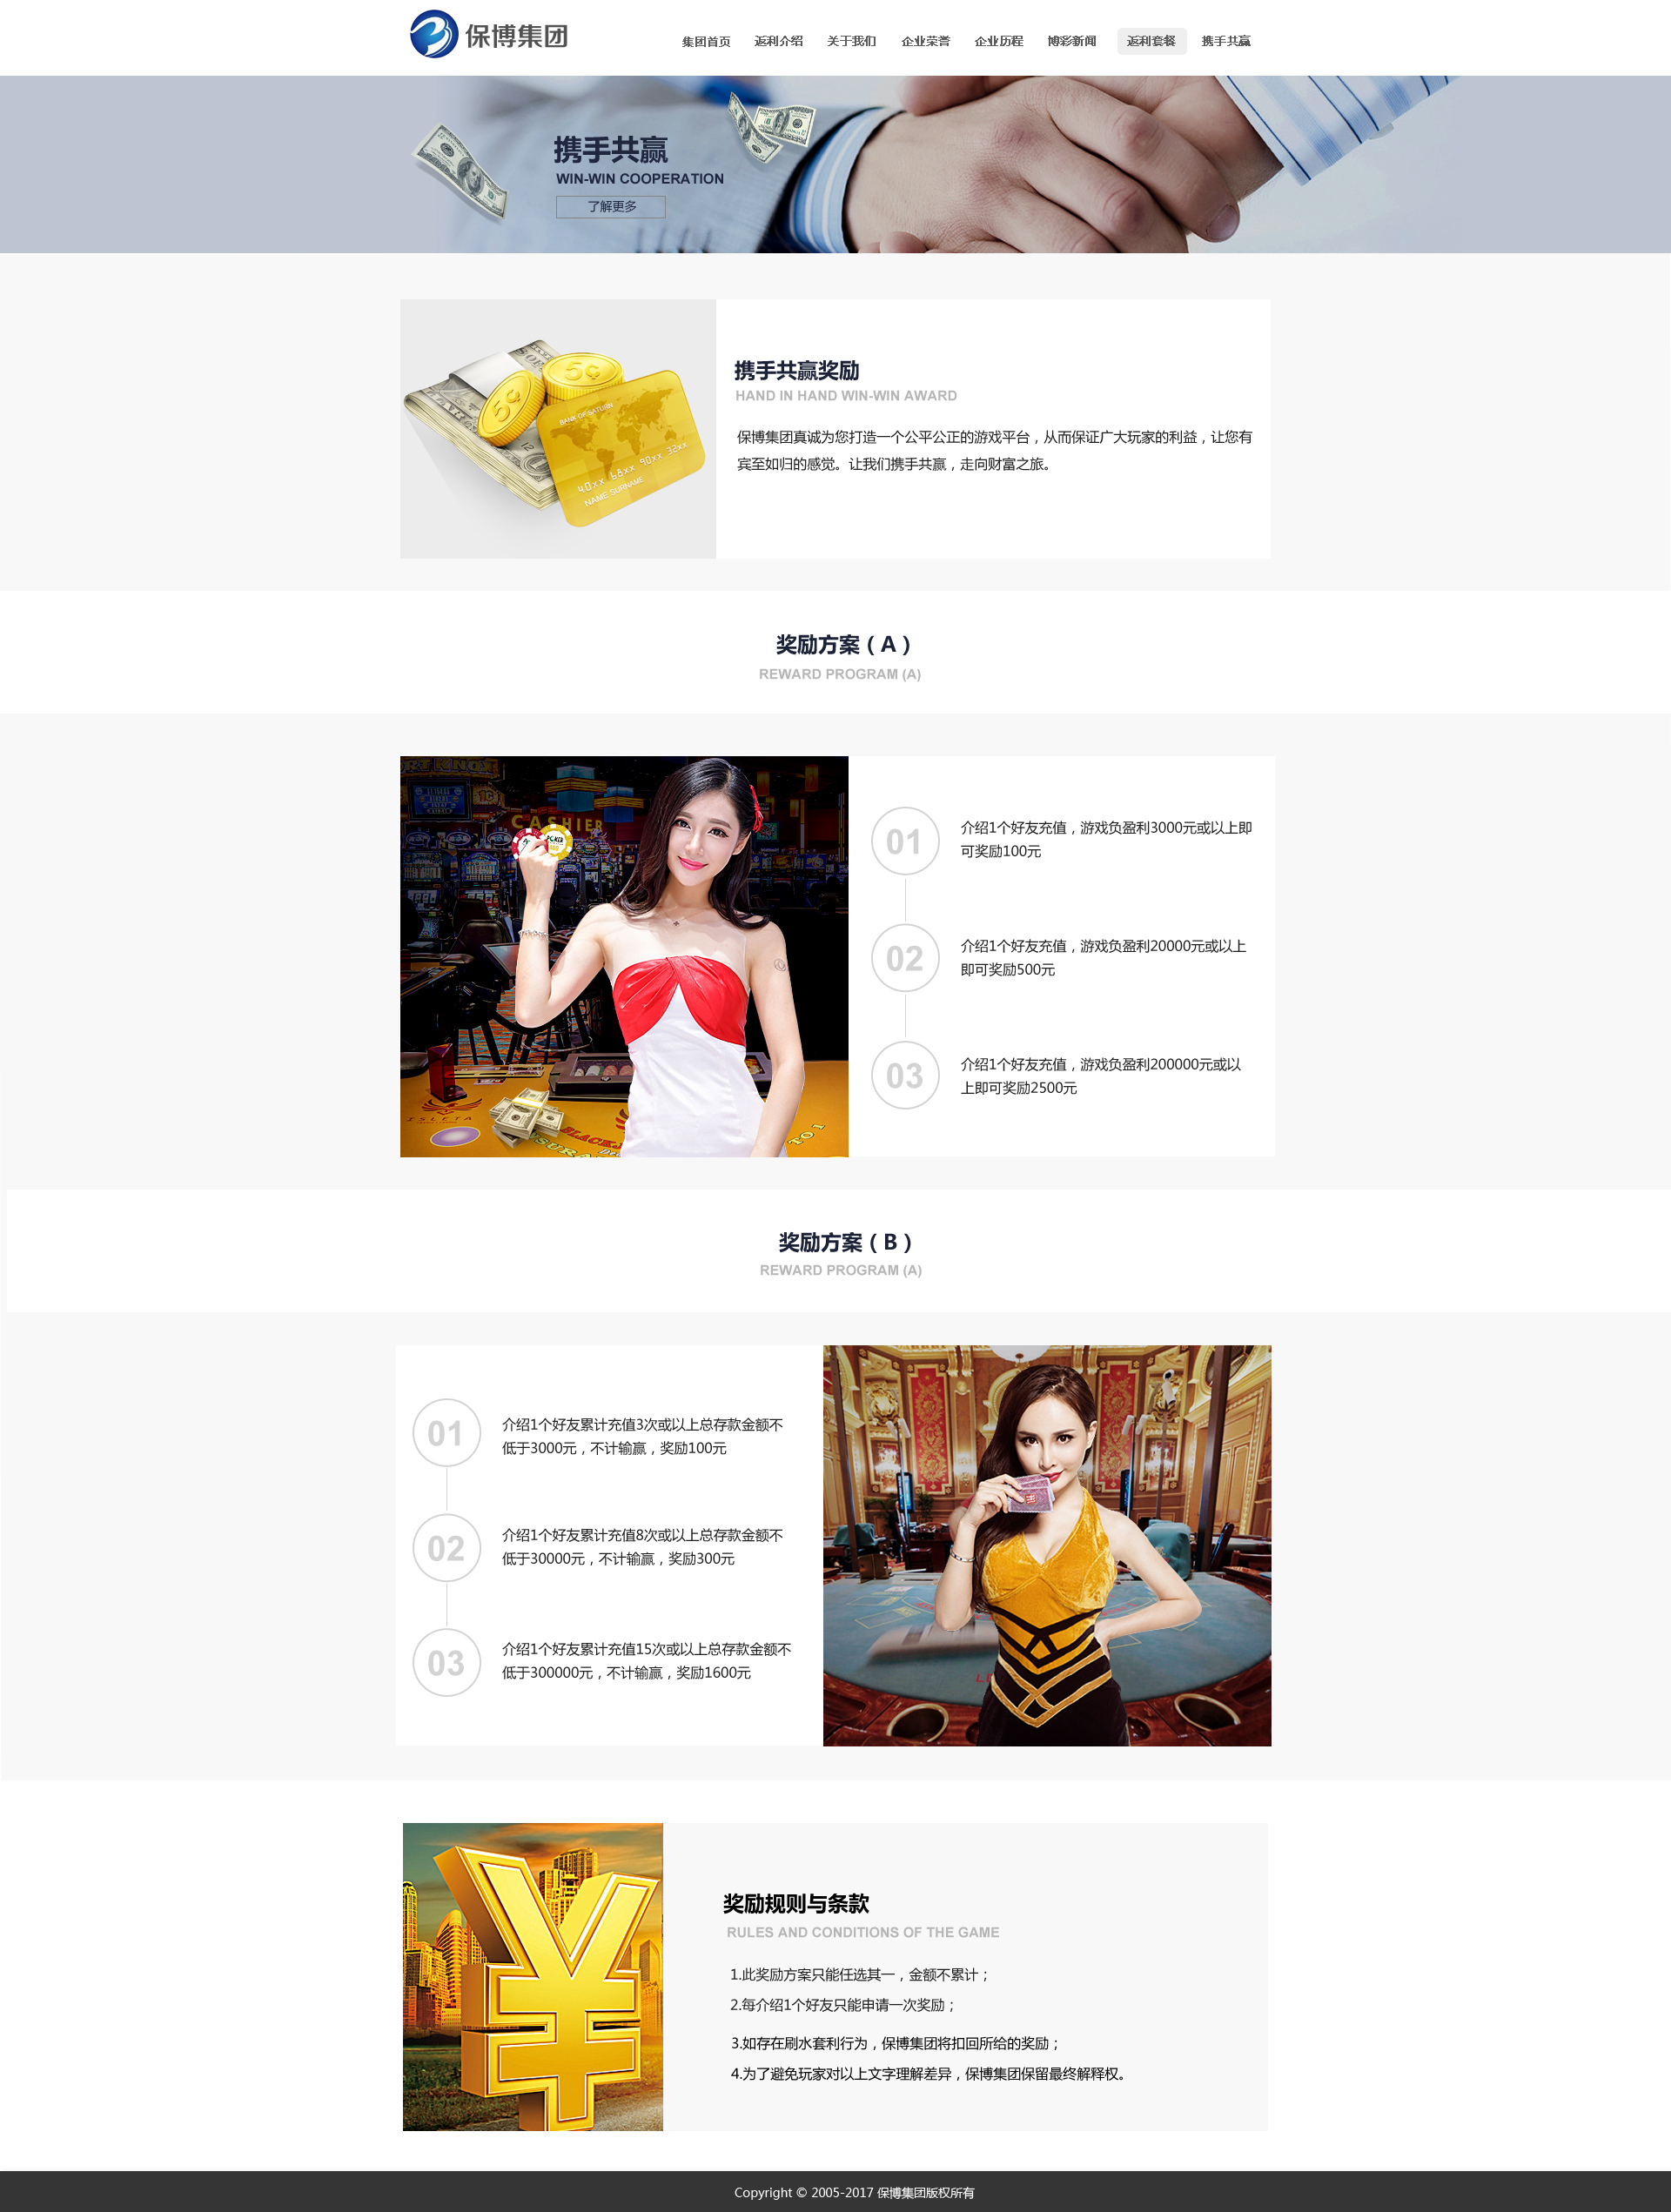 保博集团
集团首页 返利介绍 关于我们 企业荣誉 企业历程 博彩新闻 返利套餐 携手共赢
携手共赢
WIN-WIN COOPERATION
了解更多
BANK OF SATURN
40xx 68xx 90xx 32xx
NAME SURNAME
5¢
5¢
携手共赢奖励
HAND IN HAND WIN-WIN AWARD
保博集团真诚为您打造一个公平公正的游戏平台，从而保证广大玩家的利益，让您有
宾至如归的感觉。让我们携手共赢，走向财富之旅。
奖励方案（A）
REWARD PROGRAM (A)
CASHIER
POKER
ISLETA
01
介绍1个好友充值，游戏负盈利3000元或以上即
可奖励100元
02
介绍1个好友充值，游戏负盈利20000元或以上
即可奖励500元
03
介绍1个好友充值，游戏负盈利200000元或以
上即可奖励2500元
奖励方案（B）
REWARD PROGRAM (A)
01
介绍1个好友累计充值3次或以上总存款金额不
低于3000元，不计输赢，奖励100元
02
介绍1个好友累计充值8次或以上总存款金额不
低于30000元，不计输赢，奖励300元
03
介绍1个好友累计充值15次或以上总存款金额不
低于300000元，不计输赢，奖励1600元
¥
奖励规则与条款
RULES AND CONDITIONS OF THE GAME
1.此奖励方案只能任选其一，金额不累计；
2.每介绍1个好友只能申请一次奖励；
3.如存在刷水套利行为，保博集团将扣回所给的奖励；
4.为了避免玩家对以上文字理解差异，保博集团保留最终解释权。
Copyright © 2005-2017 保博集团版权所有